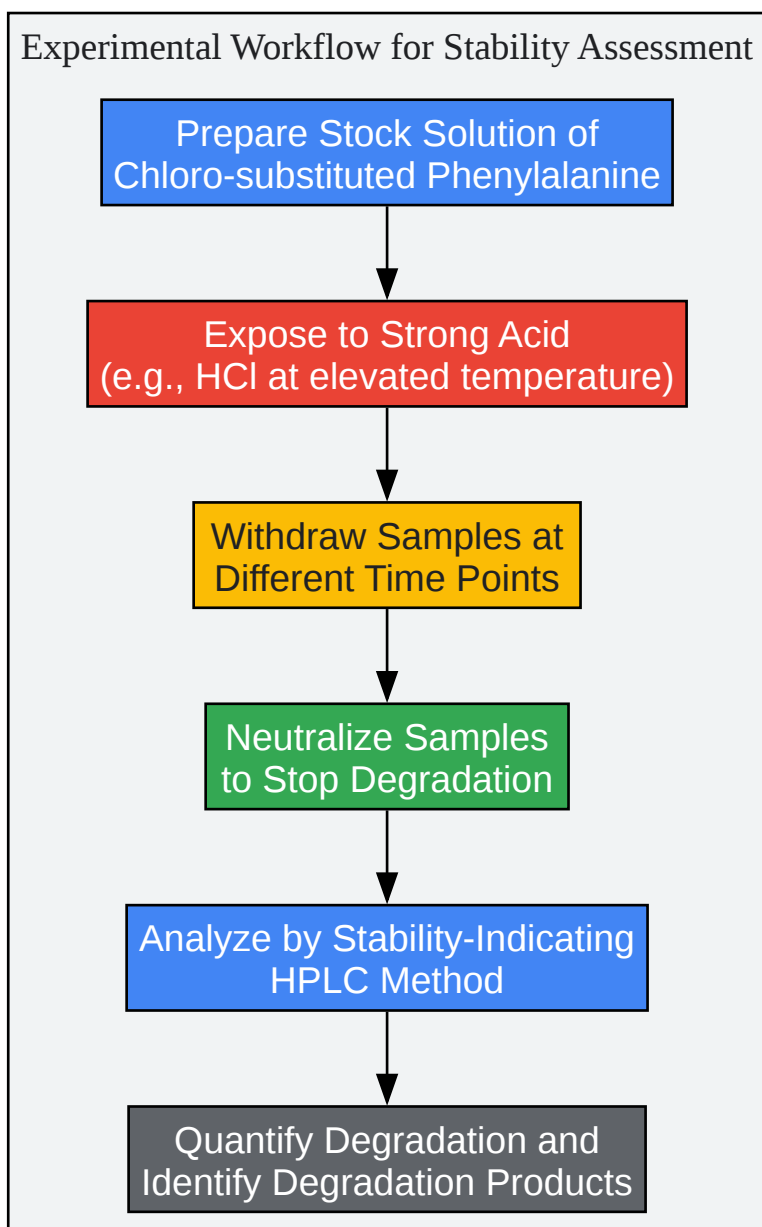 Experimental Workflow for Stability Assessment
Prepare Stock Solution of
Chloro-substituted Phenylalanine
Expose to Strong Acid
(e.g., HCl at elevated temperature)
Withdraw Samples at
Different Time Points
Neutralize Samples
to Stop Degradation
Analyze by Stability-Indicating
HPLC Method
Quantify Degradation and
Identify Degradation Products